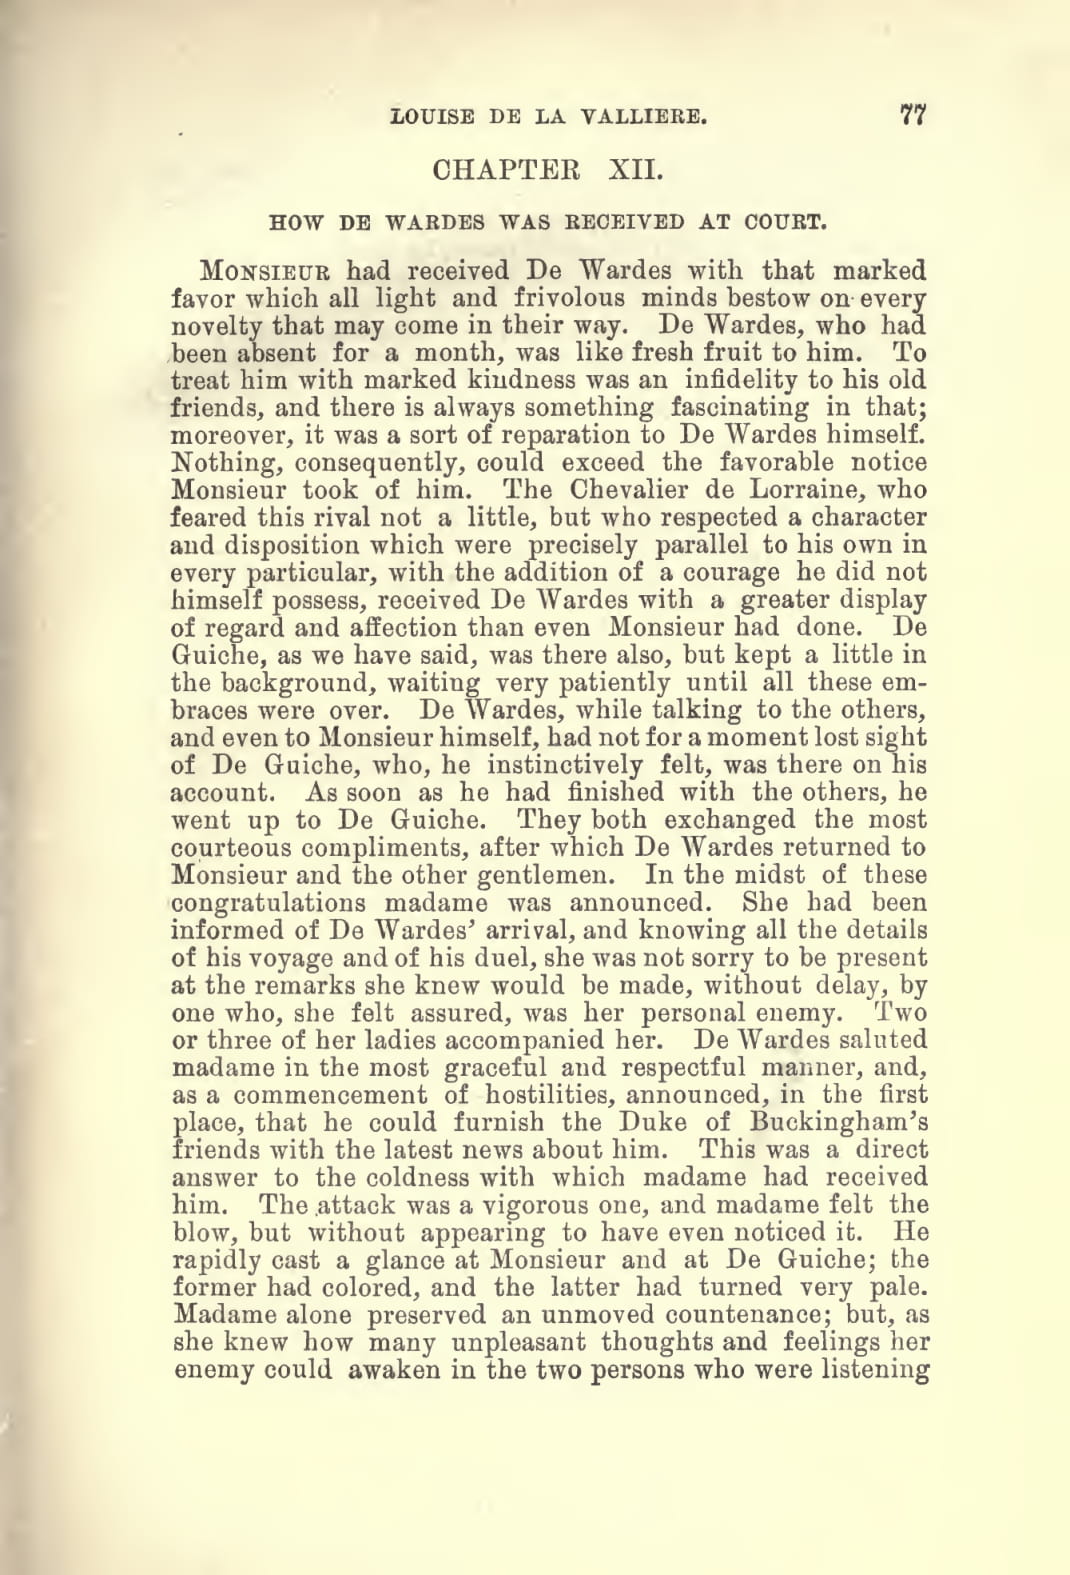 LOUISE DE LA VALLIERE. 77
CHAPTER XII.
HOW DE WARDES WAS RECEIVED AT COURT.
MONSIEUR had received De Wardes with that marked
favor which all light and frivolous minds bestow on every
novelty that may come in their way. De Wardes, who had
been absent for a month, was like fresh fruit to him. To
treat him with marked kindness was an infidelity to his old
friends, and there is always something fascinating in that;
moreover, it was a sort of reparation to De Wardes himself.
Nothing, consequently, could exceed the favorable notice
Monsieur took of him. The Chevalier de Lorraine, who
feared this rival not a little, but who respected a character
and disposition which were precisely parallel to his own in
every particular, with the addition of a courage he did not
himself possess, received De Wardes with a greater display
of regard and affection than even Monsieur had done. De
Guiche, as we have said, was there also, but kept a little in
the background, waiting very patiently until all these em-
braces were over. De Wardes, while talking to the others,
and even to Monsieur himself, had not for a moment lost sight
of De Guiche, who, he instinctively felt, was there on his
account. As soon as he had finished with the others, he
went up to De Guiche. They both exchanged the most
courteous compliments, after which De Wardes returned to
Monsieur and the other gentlemen. In the midst of these
congratulations madame was announced. She had been
informed of De Wardes' arrival, and knowing all the details
of his voyage and of his duel, she was not sorry to be present
at the remarks she knew would be made, without delay, by
one who, she felt assured, was her personal enemy. Two
or three of her ladies accompanied her. De Wardes saluted
madame in the most graceful and respectful manner, and,
as a commencement of hostilities, announced, in the first
place, that he could furnish the Duke of Buckingham's
friends with the latest news about him. This was a direct
answer to the coldness with which madame had received
him. The attack was a vigorous one, and madame felt the
blow, but without appearing to have even noticed it. He
rapidly cast a glance at Monsieur and at De Guiche; the
former had colored, and the latter had turned very pale.
Madame alone preserved an unmoved countenance; but, as
she knew how many unpleasant thoughts and feelings her
enemy could awaken in the two persons who were listening